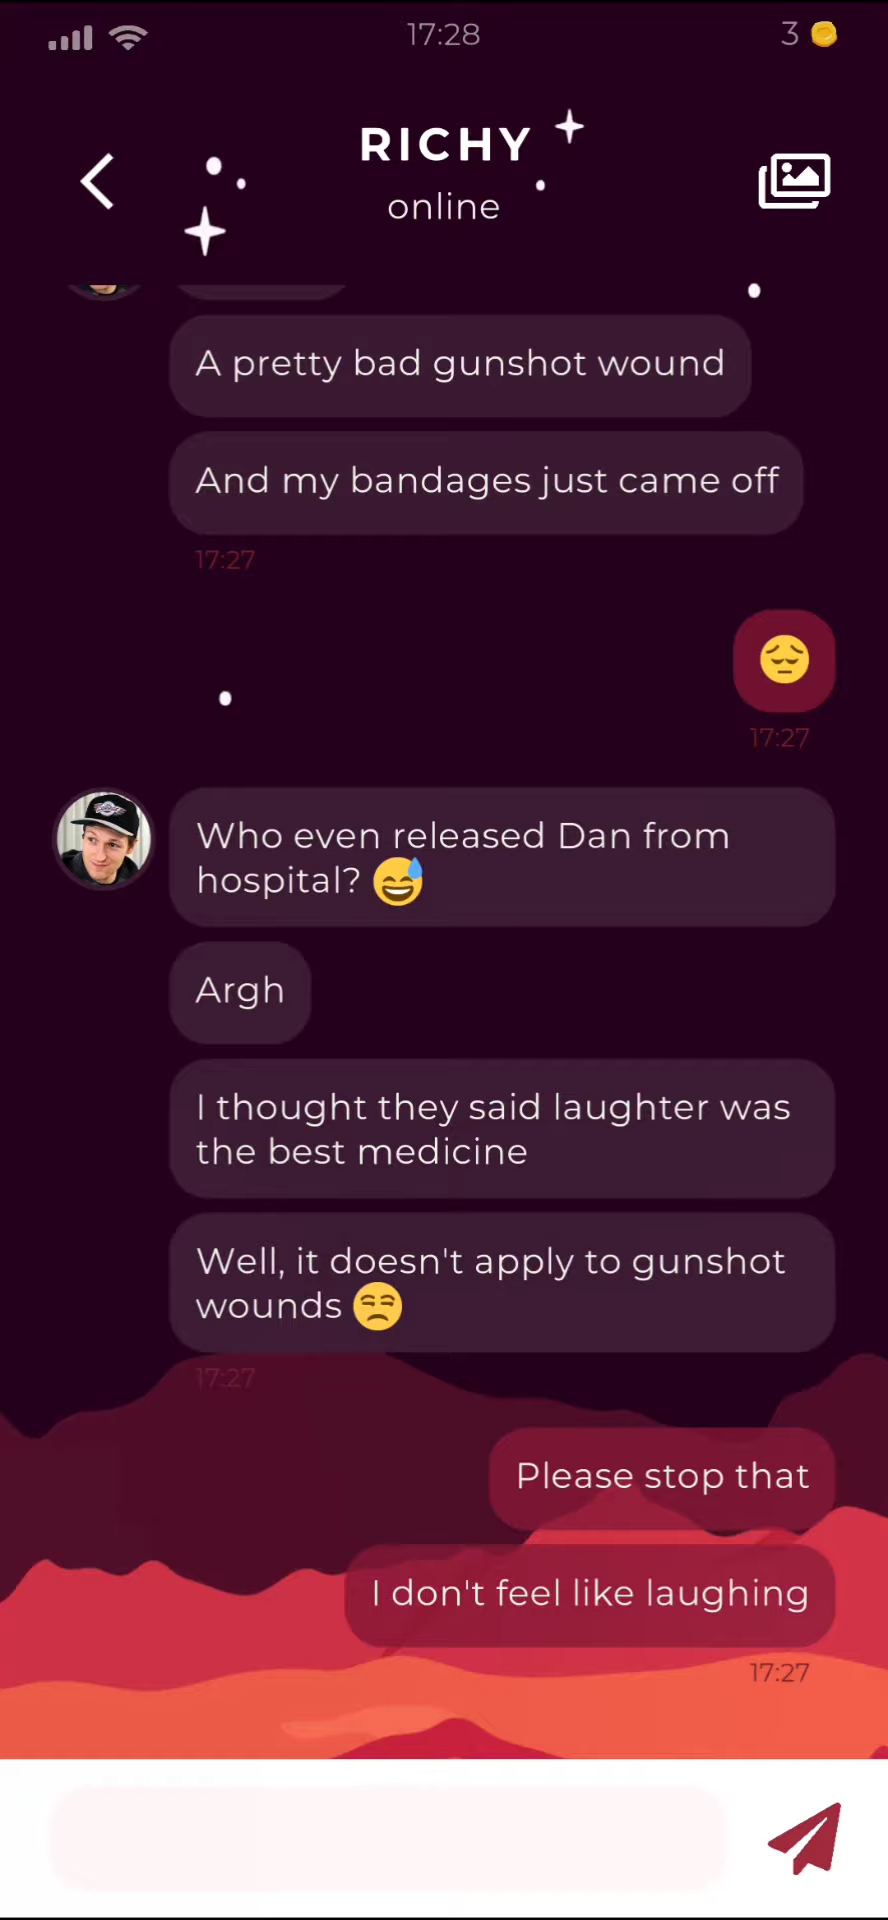 17:28
3
RICHY
online
A pretty bad gunshot wound
And my bandages just came off
17:27
😔
17:27
Who even released Dan from
hospital? 😅
Argh
I thought they said laughter was
the best medicine
Well, it doesn't apply to gunshot
wounds 😒
17:27
Please stop that
I don't feel like laughing
17:27